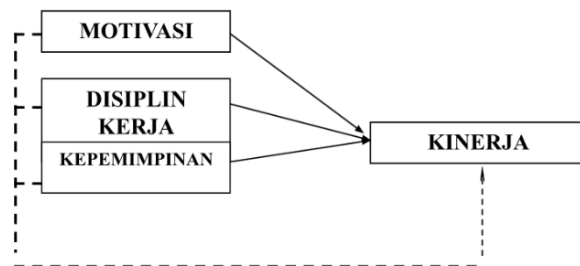 MOTIVASI
DISIPLIN
KERJA
KEPEMIMPINAN
KINERJA